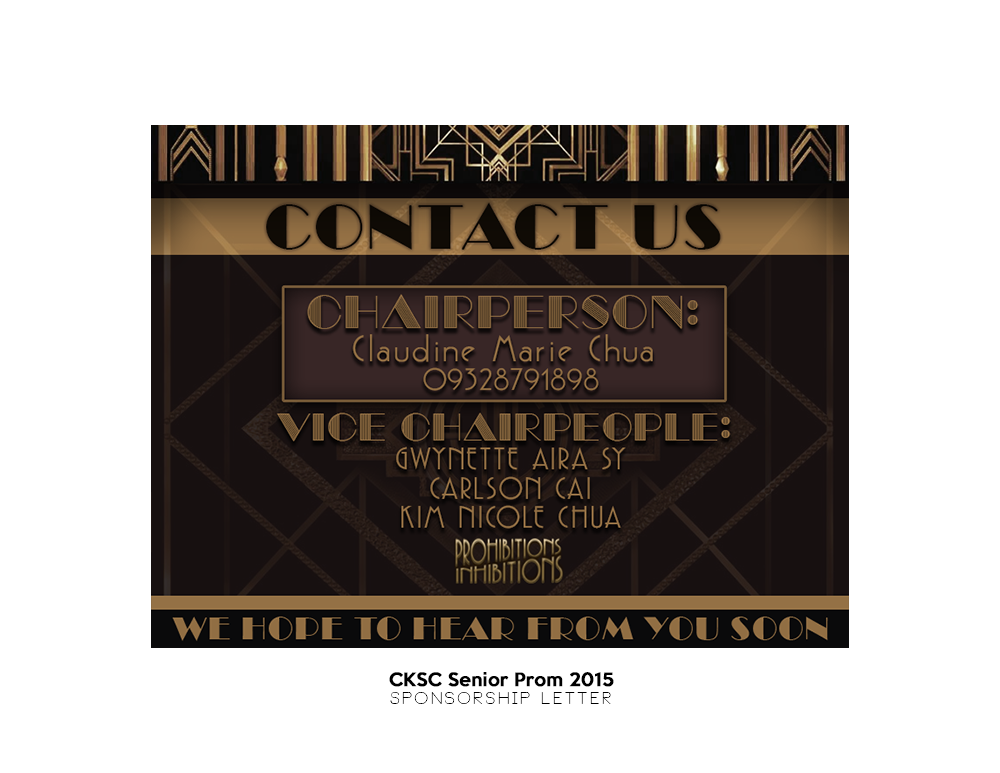 CONTACT US
CHAIRPERSON:
Claudine Marie Chua
09328791898
VICE CHAIRPEOPLE:
GWYNETTE AIRA SY
CARLSON CAI
KIM NICOLE CHUA
PROHIBITIONS
INHIBITIONS
WE HOPE TO HEAR FROM YOU SOON
CKSC Senior Prom 2015
SPONSORSHIP LETTER